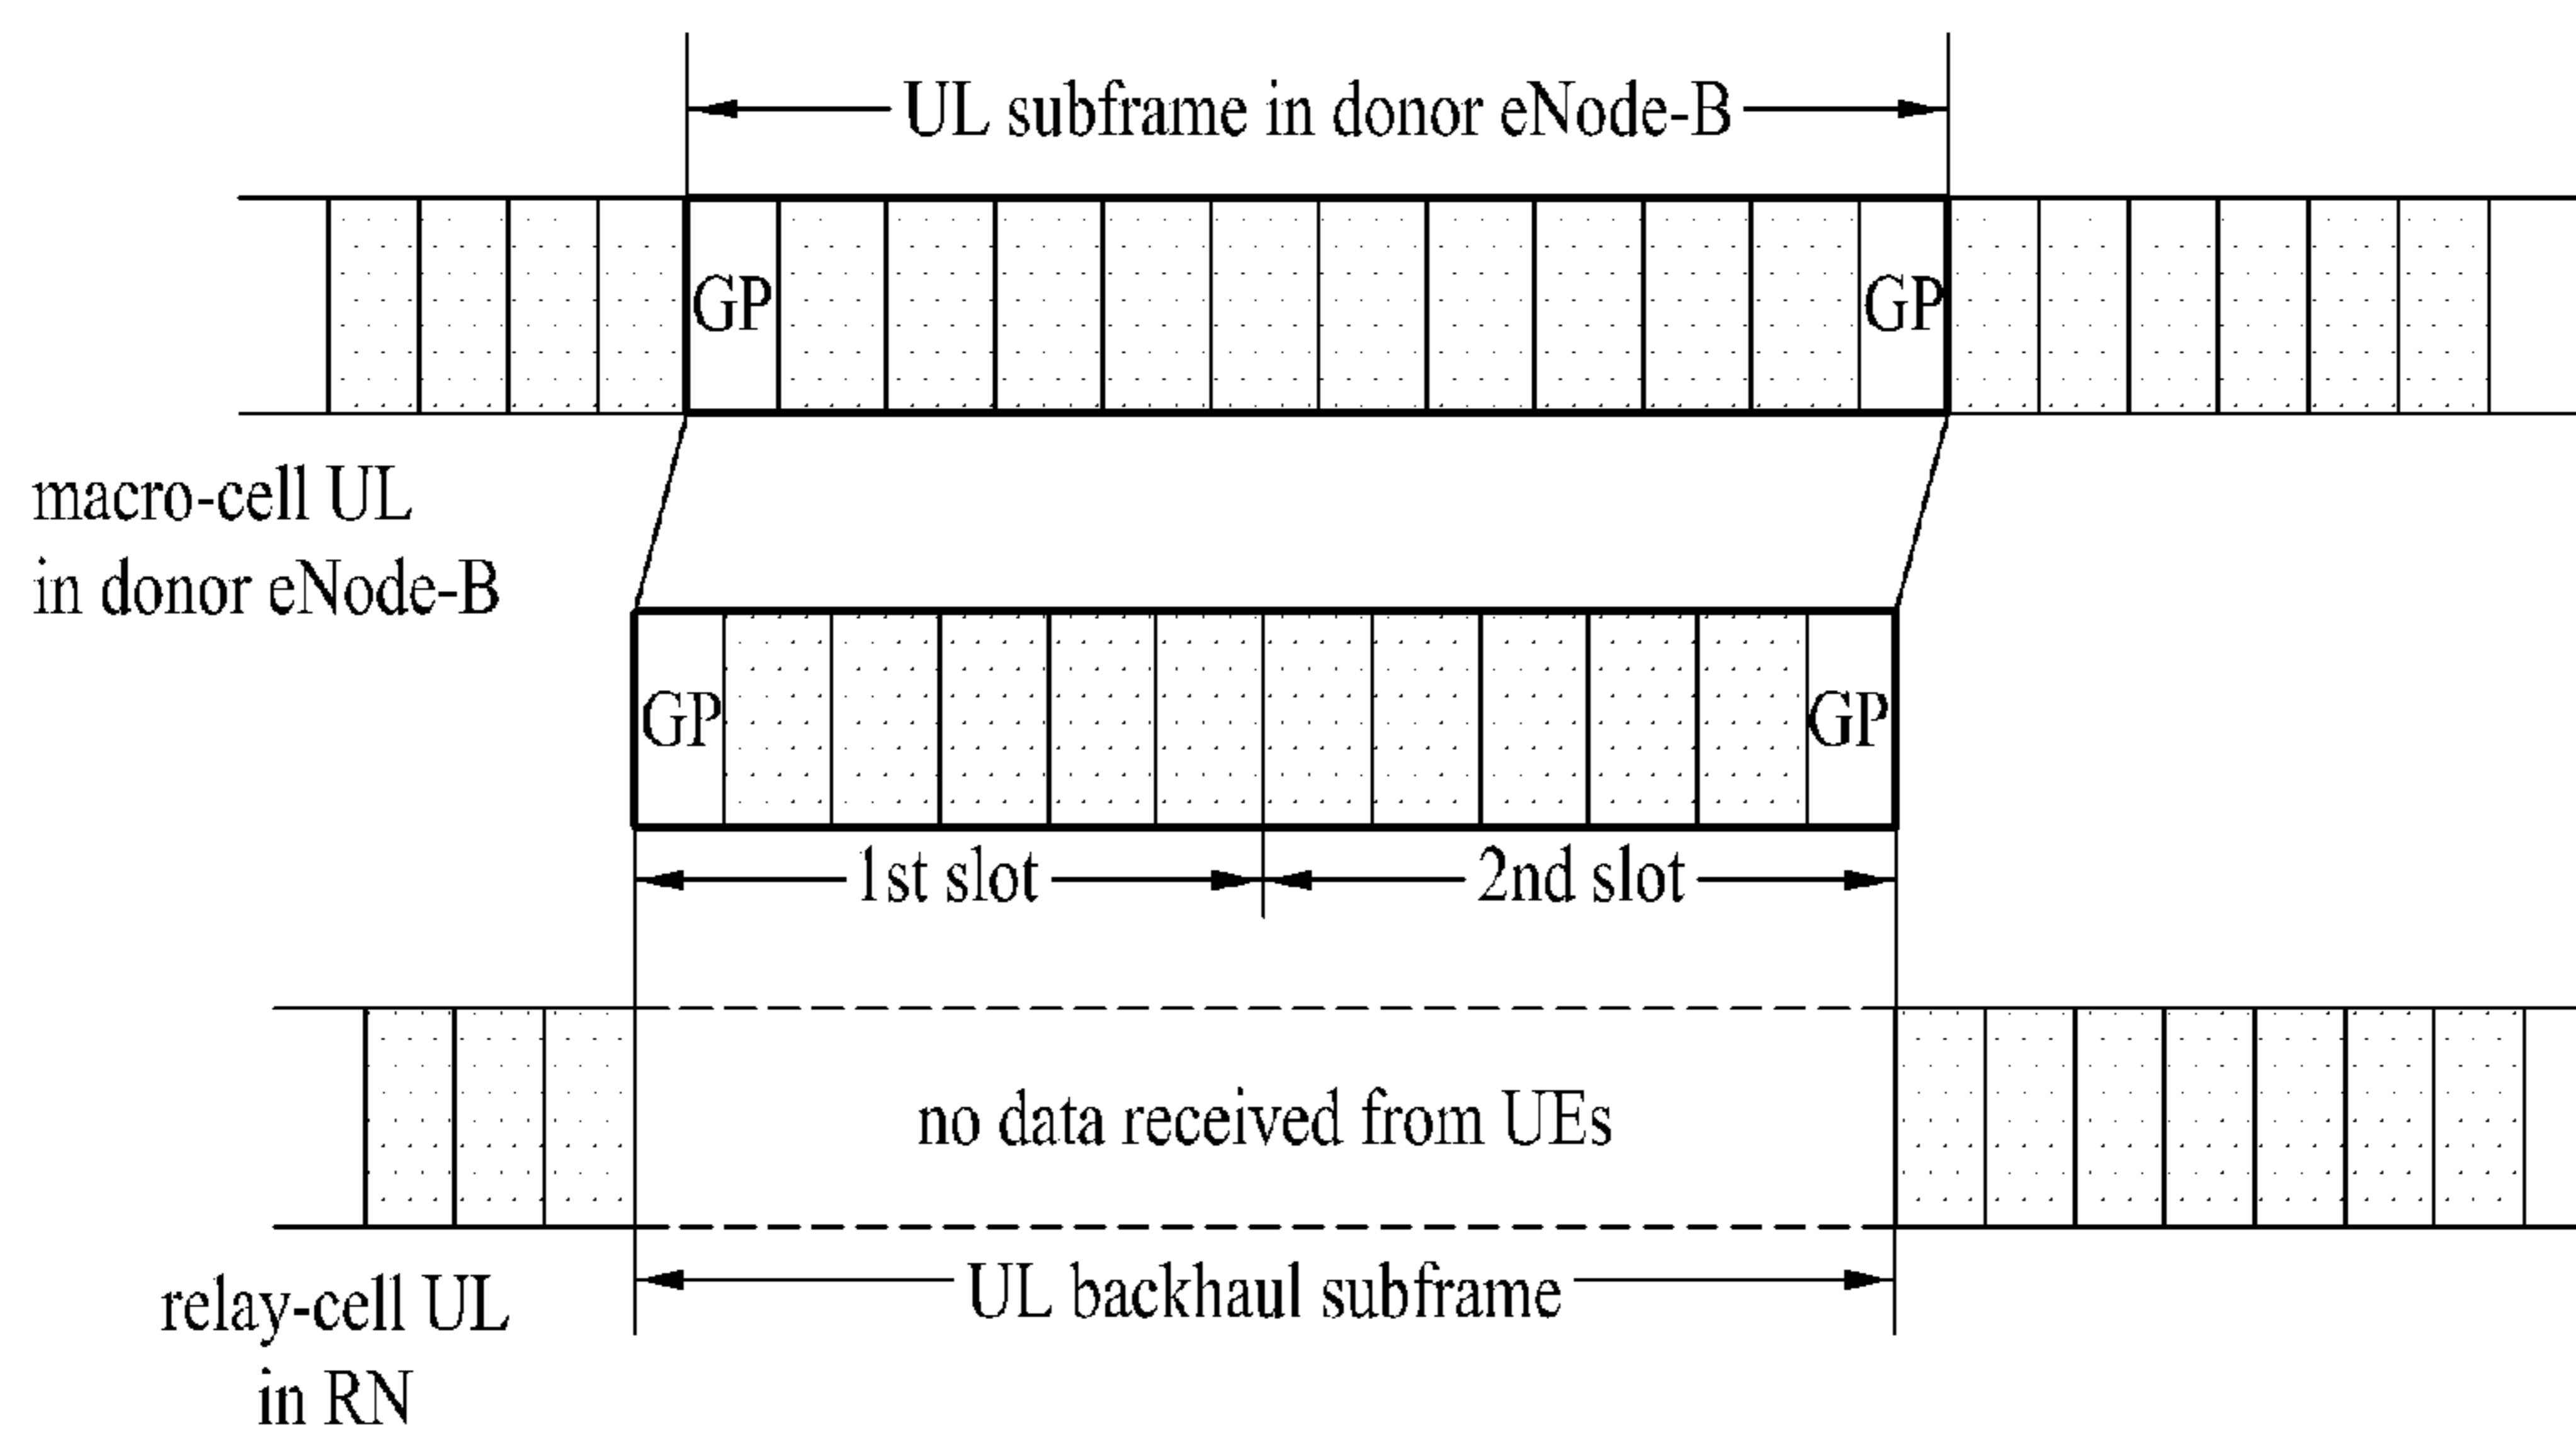 UL subframe in donor eNode-B
GP GP
macro-cell UL
in donor eNode-B
GP GP
1st slot 2nd slot
no data received from UEs
UL backhaul subframe
relay-cell UL
in RN